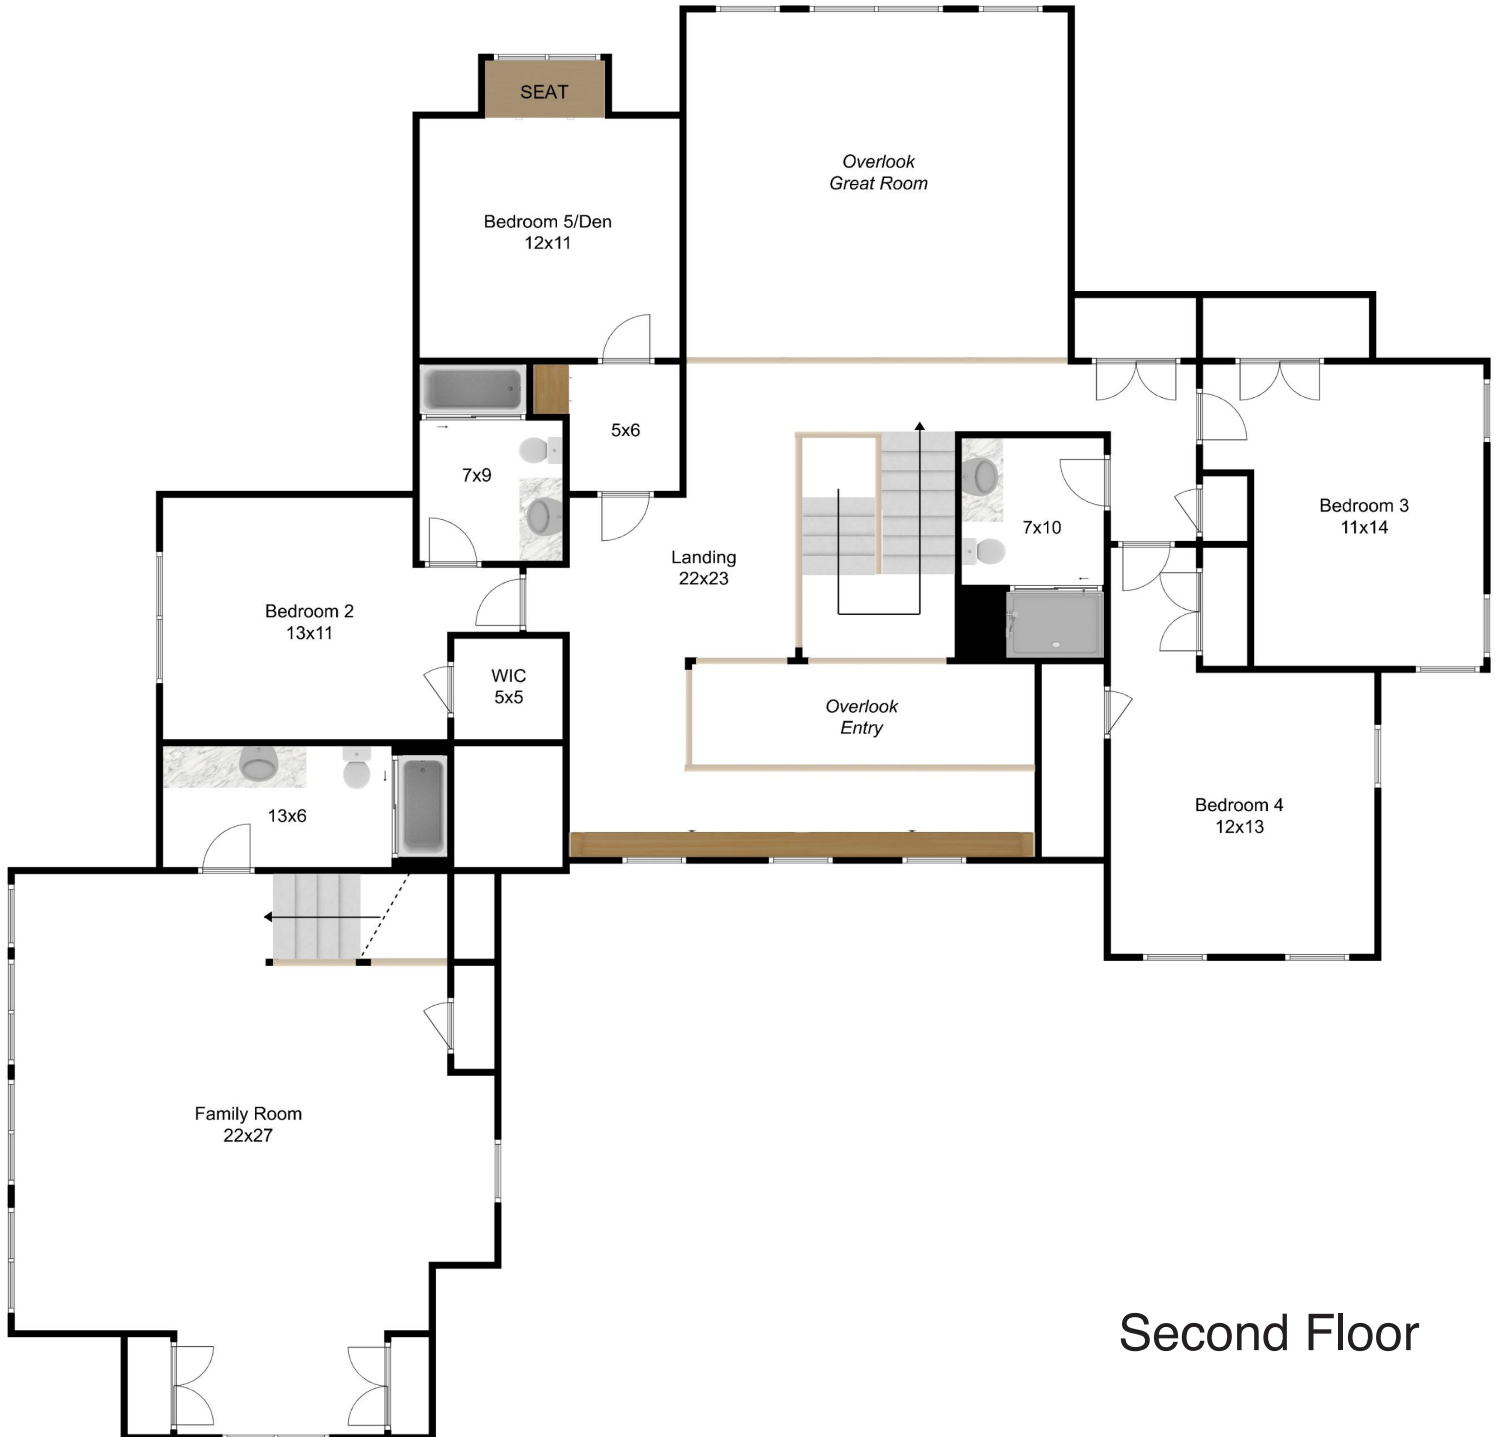 SEAT
Overlook
Great Room
Bedroom 5/Den
12x11
5x6
7x9
Bedroom 3
11x14
7x10
Landing
22x23
Bedroom 2
13x11
WIC
5x5
Overlook
Entry
Bedroom 4
12x13
13x6
Family Room
22x27
Second Floor